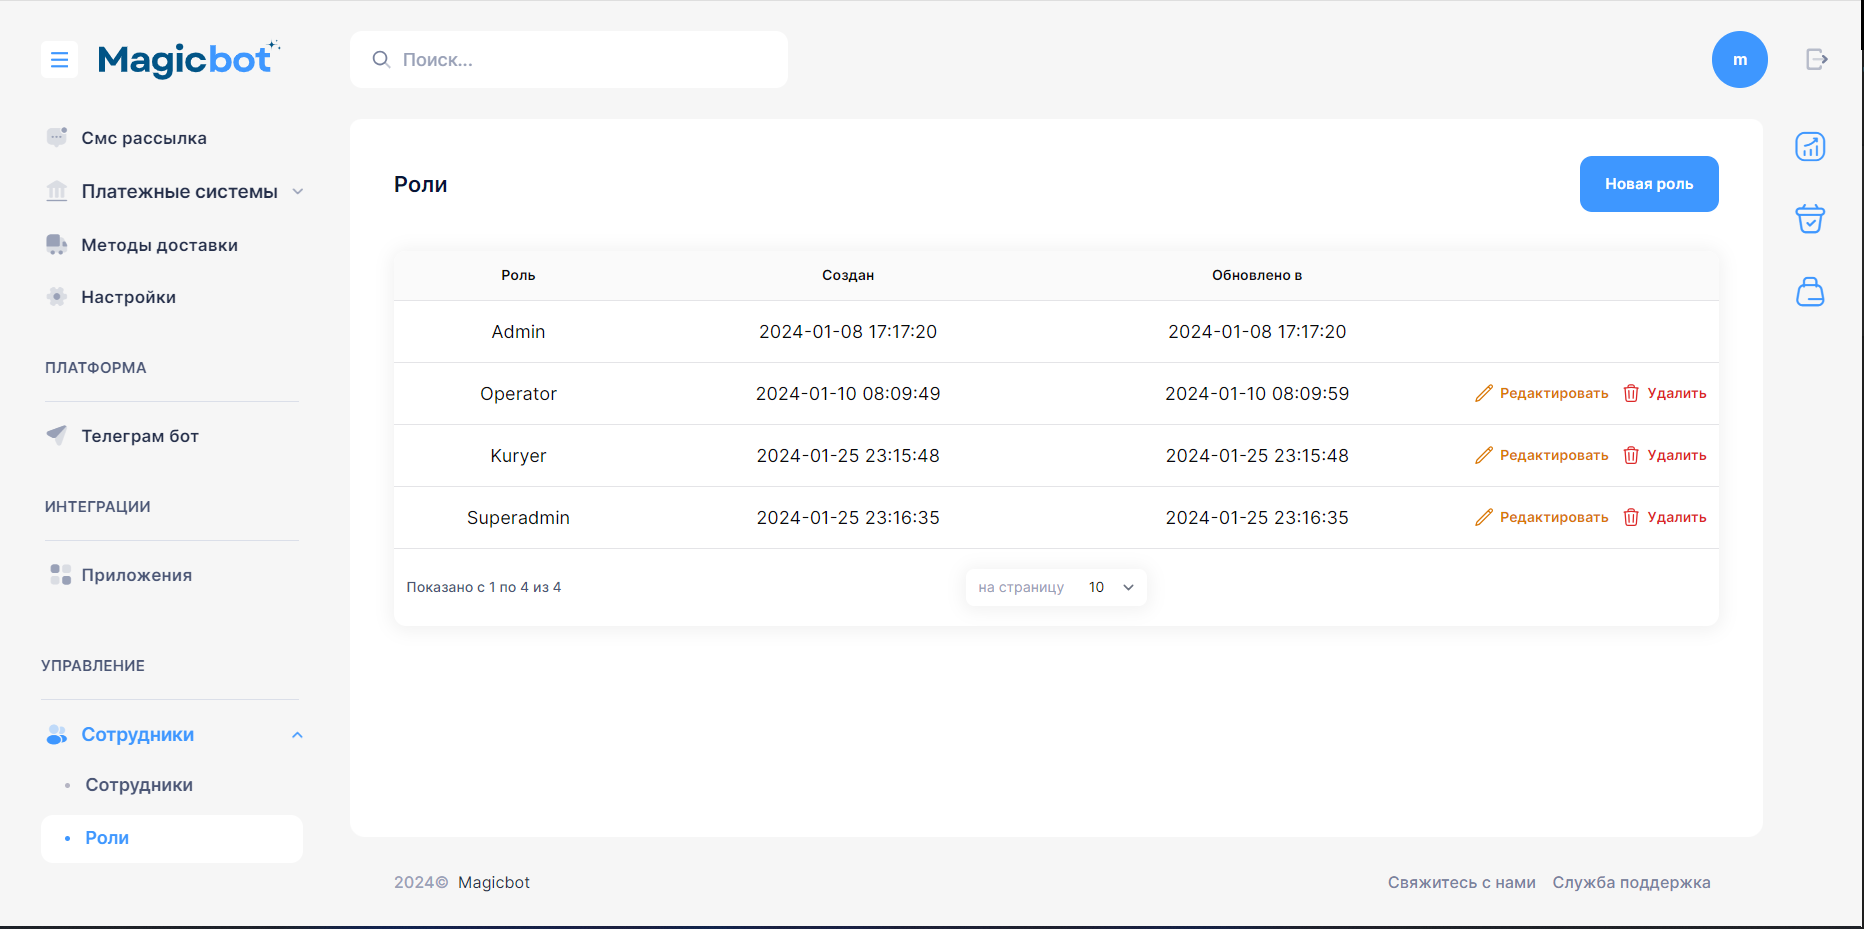 Magicbot
Поиск...
m
Смс рассылка
Платежные системы
Методы доставки
Настройки
ПЛАТФОРМА
Телеграм бот
ИНТЕГРАЦИИ
Приложения
УПРАВЛЕНИЕ
Сотрудники
Сотрудники
Роли
Роли
Новая роль
Роль Создан Обновлено в
Admin 2024-01-08 17:17:20 2024-01-08 17:17:20
Operator 2024-01-10 08:09:49 2024-01-10 08:09:59 Редактировать Удалить
Kuryer 2024-01-25 23:15:48 2024-01-25 23:15:48 Редактировать Удалить
Superadmin 2024-01-25 23:16:35 2024-01-25 23:16:35 Редактировать Удалить
Показано с 1 по 4 из 4
на страницу 10
2024© Magicbot
Свяжитесь с нами Служба поддержка